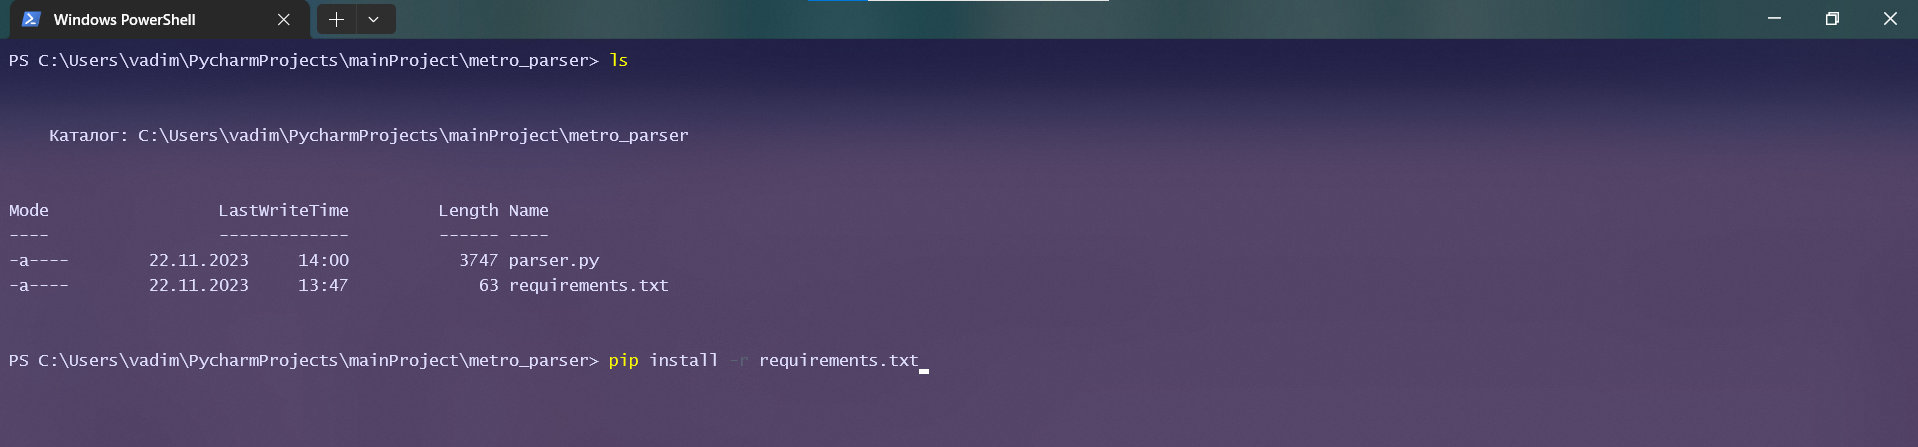 Windows PowerShell
PS C:\Users\vadim\PycharmProjects\mainProject\metro_parser> ls
Каталог: C:\Users\vadim\PycharmProjects\mainProject\metro_parser
Mode                 LastWriteTime         Length Name
----                 -------------         ------ ----
-a----        22.11.2023     14:00           3747 parser.py
-a----        22.11.2023     13:47             63 requirements.txt
PS C:\Users\vadim\PycharmProjects\mainProject\metro_parser> pip install -r requirements.txt